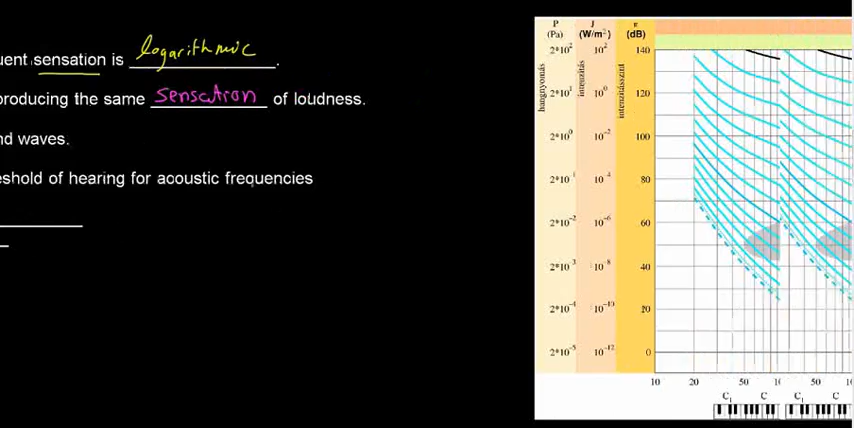 uent sensation is logarithmic.
producing the same sensation of loudness.
nd waves.
eshold of hearing for acoustic frequencies
P J ε
(Pa) (W/m²) (dB)
hangnyomás
intenzitás
intenzitásszint
2*10² 10² 140
120
2*10¹ 10⁰
2*10⁰ 10⁻² 100
2*10⁻¹ 10⁻⁴ 80
2*10⁻² 10⁻⁶ 60
2*10⁻³ 10⁻⁸ 40
2*10⁻⁴ 10⁻¹⁰ 20
2*10⁻⁵ 10⁻¹² 0
10 20 50 10 50 10
C₁ C C₁ C